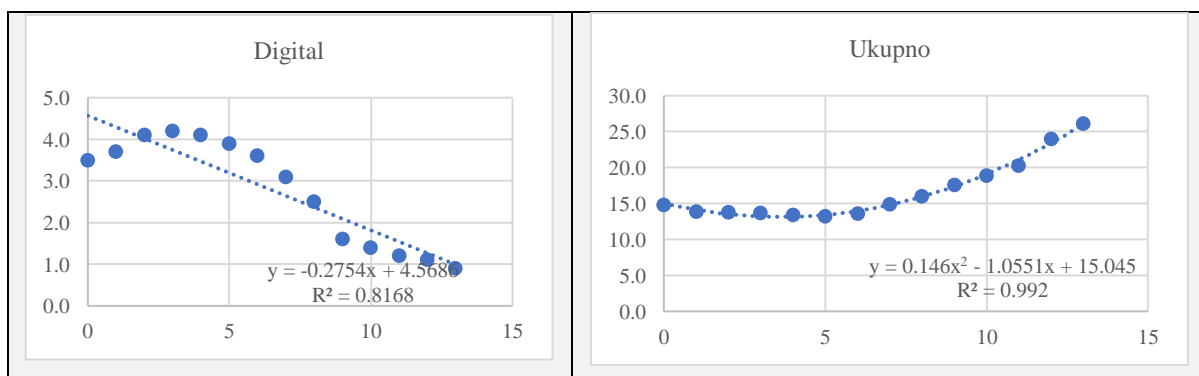 Digital
5.0
4.0
3.0
2.0
1.0
0.0
0 5 10 15
y = -0.2754x + 4.5686
R² = 0.8168
Ukupno
30.0
25.0
20.0
15.0
10.0
5.0
0.0
0 5 10 15
y = 0.146x² - 1.0551x + 15.045
R² = 0.992